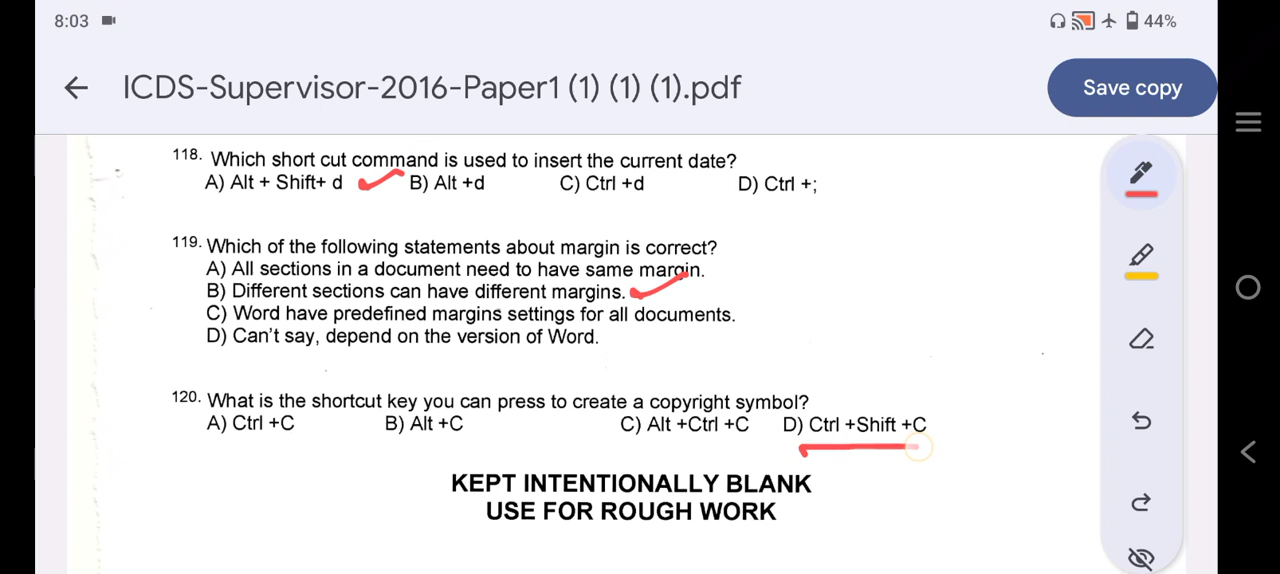 8:03 44%
ICDS-Supervisor-2016-Paper1 (1) (1) (1).pdf
Save copy
118. Which short cut command is used to insert the current date?
A) Alt + Shift+ d B) Alt +d C) Ctrl +d D) Ctrl +;
119. Which of the following statements about margin is correct?
A) All sections in a document need to have same margin.
B) Different sections can have different margins.
C) Word have predefined margins settings for all documents.
D) Can't say, depend on the version of Word.
120. What is the shortcut key you can press to create a copyright symbol?
A) Ctrl +C B) Alt +C C) Alt +Ctrl +C D) Ctrl +Shift +C
KEPT INTENTIONALLY BLANK
USE FOR ROUGH WORK